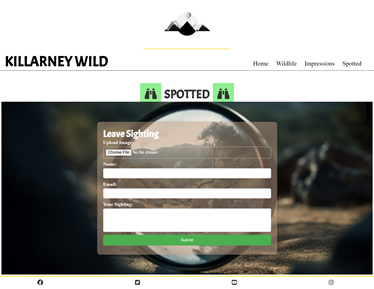 KILLARNEY WILD
Home Wildlife Impressions Spotted
SPOTTED
Leave Sighting
Upload Image:
Choose File No file chosen
Name:
Email:
Your Sighting:
Submit